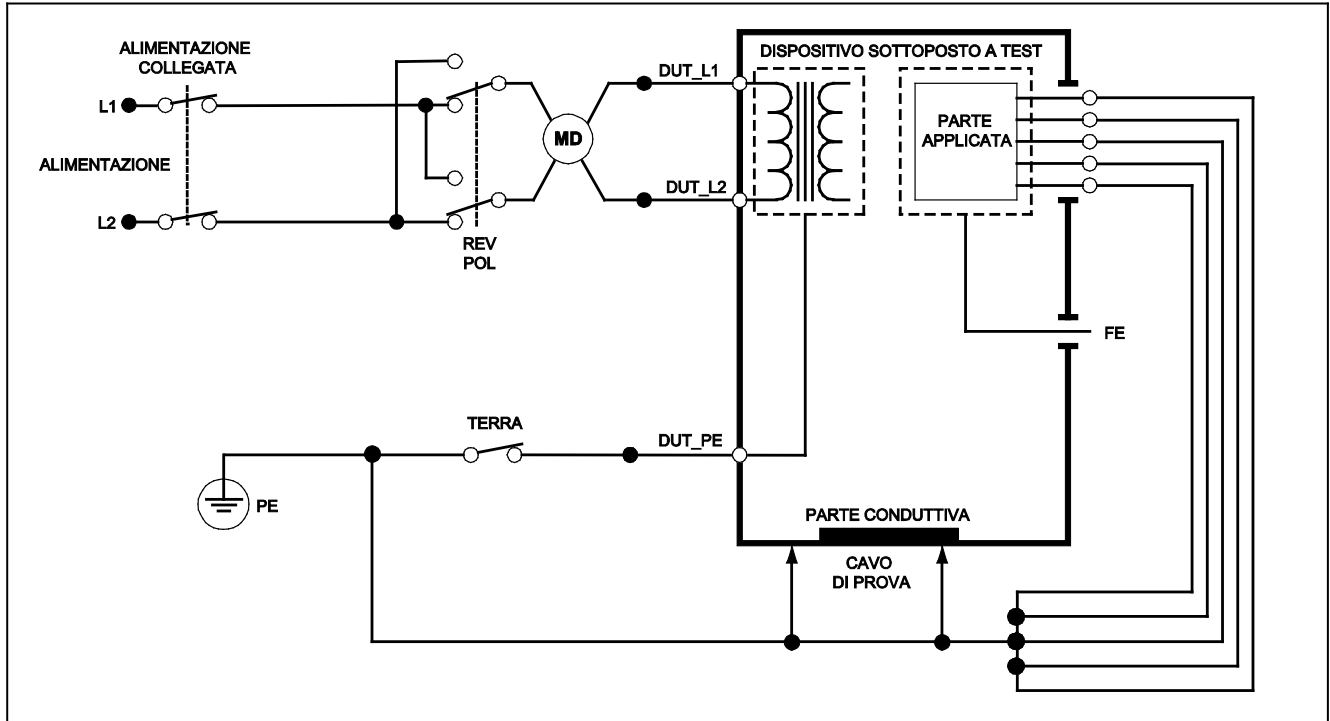 ALIMENTAZIONE
COLLEGATA
DISPOSITIVO SOTTOPOSTO A TEST
DUT_L1
L1
MD
PARTE
APPLICATA
ALIMENTAZIONE
DUT_L2
L2
REV
POL
FE
TERRA
DUT_PE
PE
PARTE CONDUTTIVA
CAVO
DI PROVA